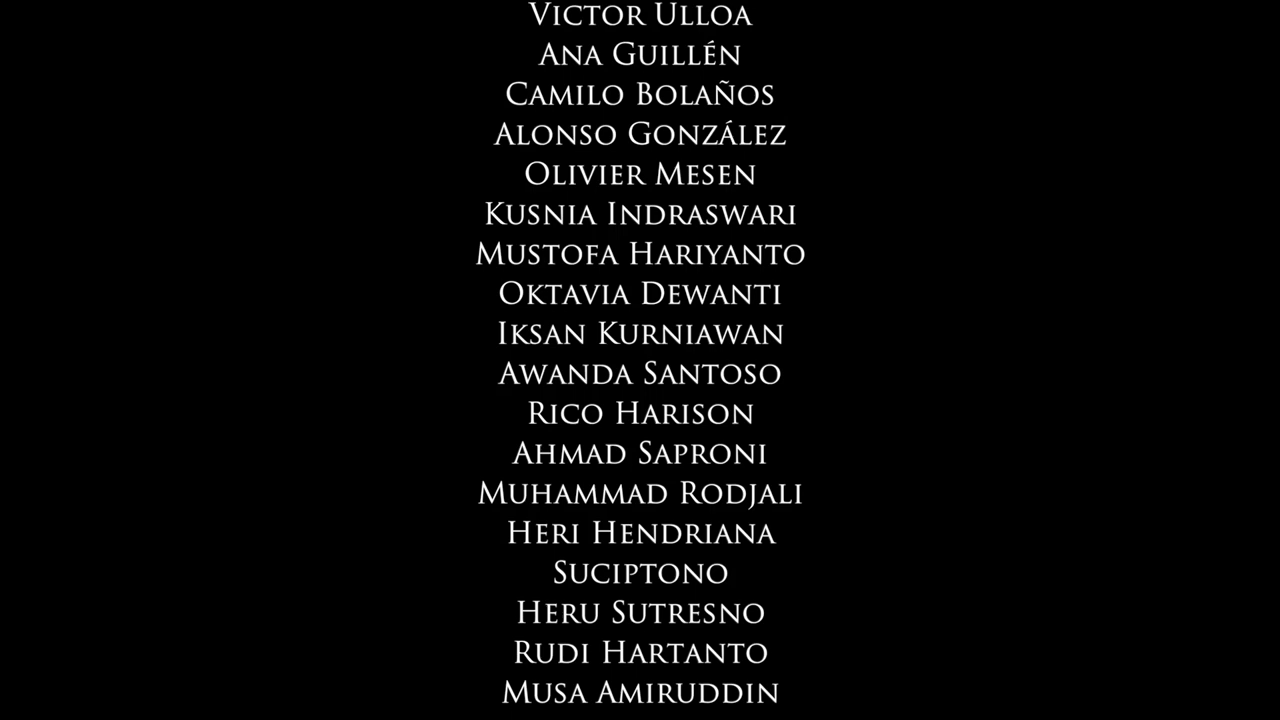 Victor Ulloa
Ana Guillén
Camilo Bolaños
Alonso González
Olivier Mesen
Kusnia Indraswari
Mustofa Hariyanto
Oktavia Dewanti
Iksan Kurniawan
Awanda Santoso
Rico Harison
Ahmad Saproni
Muhammad Rodjali
Heri Hendriana
Suciptono
Heru Sutresno
Rudi Hartanto
Musa Amiruddin